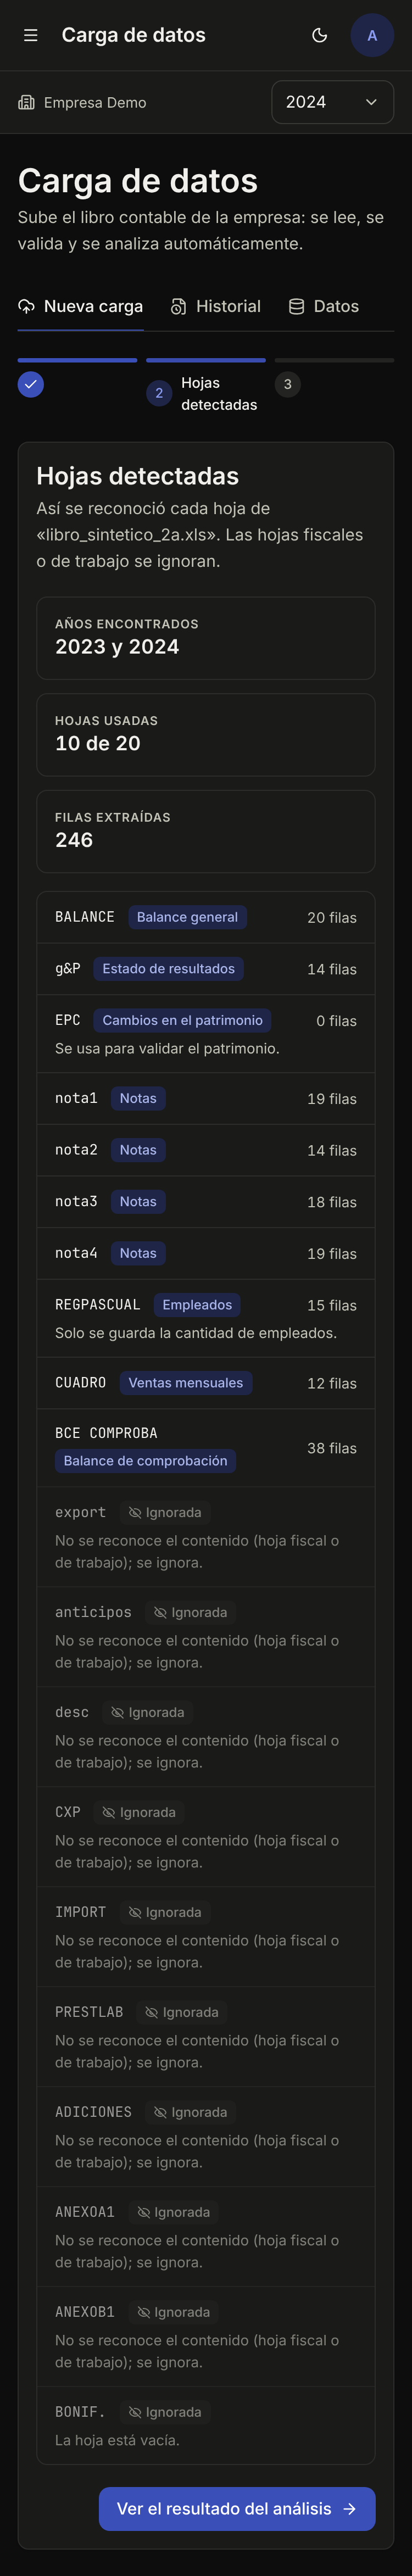 Carga de datos
A
Empresa Demo
2024
Carga de datos
Sube el libro contable de la empresa: se lee, se
valida y se analiza automáticamente.
Nueva carga
Historial
Datos
2
Hojas
detectadas
3
Hojas detectadas
Así se reconoció cada hoja de
«libro_sintetico_2a.xls». Las hojas fiscales
o de trabajo se ignoran.
AÑOS ENCONTRADOS
2023 y 2024
HOJAS USADAS
10 de 20
FILAS EXTRAÍDAS
246
BALANCE Balance general 20 filas
g&P Estado de resultados 14 filas
EPC Cambios en el patrimonio 0 filas
Se usa para validar el patrimonio.
nota1 Notas 19 filas
nota2 Notas 14 filas
nota3 Notas 18 filas
nota4 Notas 19 filas
REGPASCUAL Empleados 15 filas
Solo se guarda la cantidad de empleados.
CUADRO Ventas mensuales 12 filas
BCE COMPROBA
Balance de comprobación 38 filas
export Ignorada
No se reconoce el contenido (hoja fiscal o
de trabajo); se ignora.
anticipos Ignorada
No se reconoce el contenido (hoja fiscal o
de trabajo); se ignora.
desc Ignorada
No se reconoce el contenido (hoja fiscal o
de trabajo); se ignora.
CXP Ignorada
No se reconoce el contenido (hoja fiscal o
de trabajo); se ignora.
IMPORT Ignorada
No se reconoce el contenido (hoja fiscal o
de trabajo); se ignora.
PRESTLAB Ignorada
No se reconoce el contenido (hoja fiscal o
de trabajo); se ignora.
ADICIONES Ignorada
No se reconoce el contenido (hoja fiscal o
de trabajo); se ignora.
ANEXOA1 Ignorada
No se reconoce el contenido (hoja fiscal o
de trabajo); se ignora.
ANEXOB1 Ignorada
No se reconoce el contenido (hoja fiscal o
de trabajo); se ignora.
BONIF. Ignorada
La hoja está vacía.
Ver el resultado del análisis